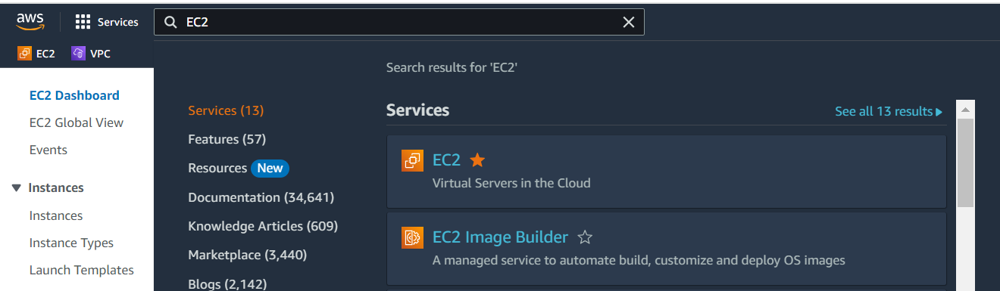 aws
Services
EC2
EC2
VPC
EC2 Dashboard
EC2 Global View
Events
Instances
Instances
Instance Types
Launch Templates
Search results for 'EC2'
Services (13)
Features (57)
Resources New
Documentation (34,641)
Knowledge Articles (609)
Marketplace (3,440)
Blogs (2,142)
Services
See all 13 results
EC2
Virtual Servers in the Cloud
EC2 Image Builder
A managed service to automate build, customize and deploy OS images